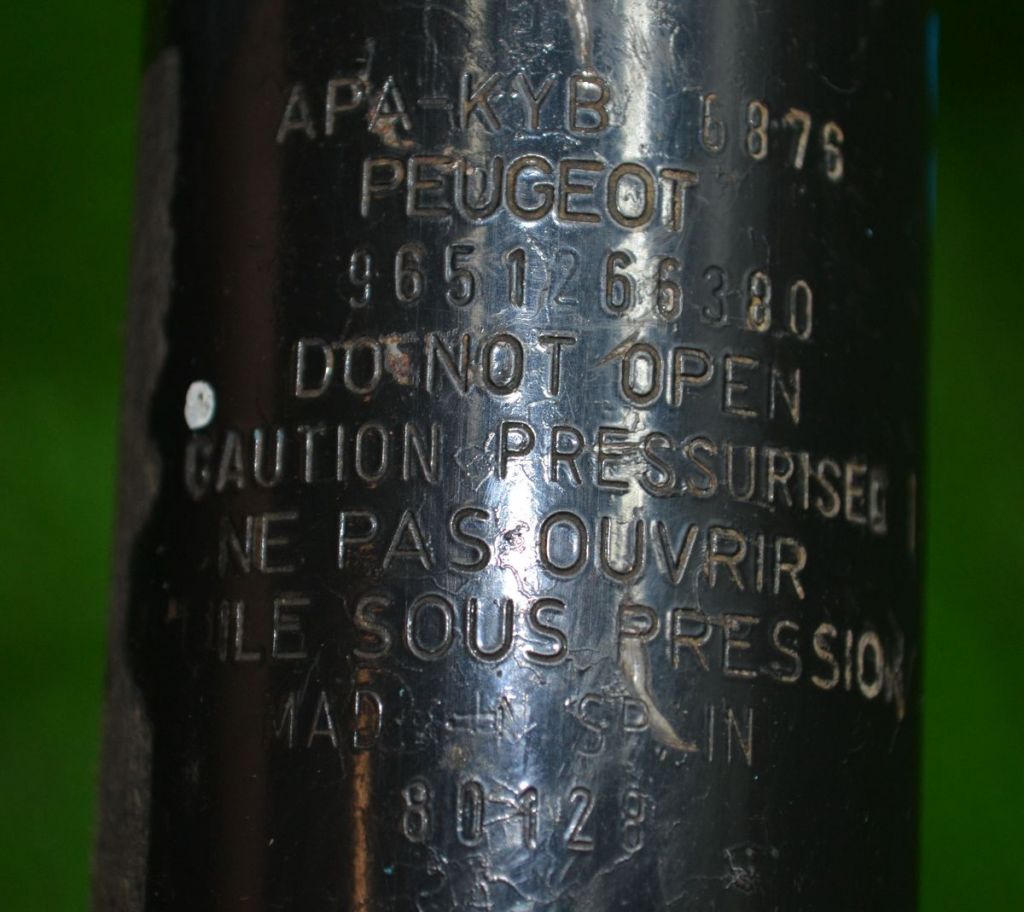 APA-KYB 6876
PEUGEOT
9651266380
DO NOT OPEN
CAUTION PRESSURISED
NE PAS OUVRIR
HUILE SOUS PRESSION
MADE IN SPAIN
80128